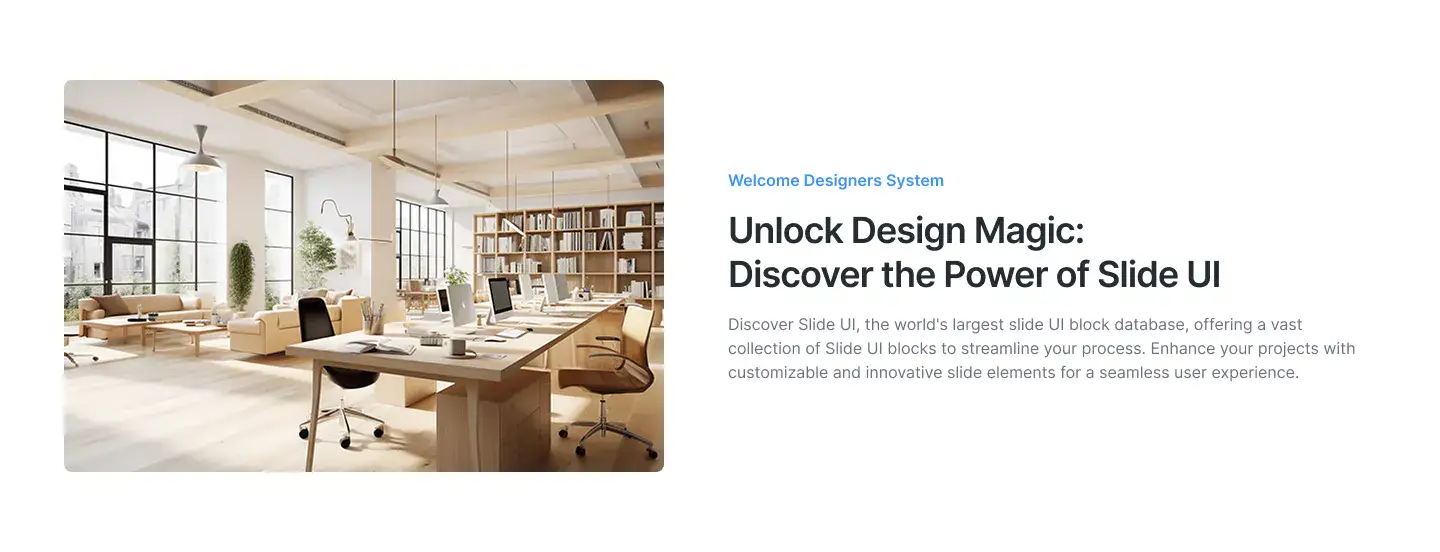 Welcome Designers System
Unlock Design Magic:
Discover the Power of Slide UI
Discover Slide UI, the world's largest slide UI block database, offering a vast
collection of Slide UI blocks to streamline your process. Enhance your projects with
customizable and innovative slide elements for a seamless user experience.